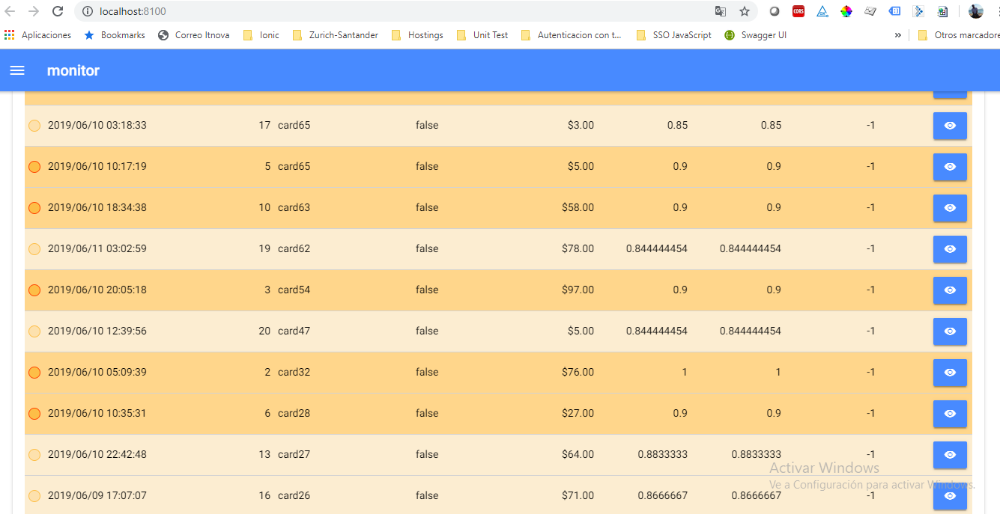 localhost:8100
CORS
Aplicaciones Bookmarks Correo Itnova Ionic Zurich-Santander Hostings Unit Test Autenticacion con t... SSO JavaScript Swagger UI » Otros marcadore
monitor
2019/06/10 03:18:33 17 card65 false $3.00 0.85 0.85 -1
2019/06/10 10:17:19 5 card65 false $5.00 0.9 0.9 -1
2019/06/10 18:34:38 10 card63 false $58.00 0.9 0.9 -1
2019/06/11 03:02:59 19 card62 false $78.00 0.844444454 0.844444454 -1
2019/06/10 20:05:18 3 card54 false $97.00 0.9 0.9 -1
2019/06/10 12:39:56 20 card47 false $5.00 0.844444454 0.844444454 -1
2019/06/10 05:09:39 2 card32 false $76.00 1 1 -1
2019/06/10 10:35:31 6 card28 false $27.00 0.9 0.9 -1
2019/06/10 22:42:48 13 card27 false $64.00 0.8833333 0.8833333 -1
Activar Windows
Ve a Configuración para activar Windows.
2019/06/09 17:07:07 16 card26 false $71.00 0.8666667 0.8666667 -1